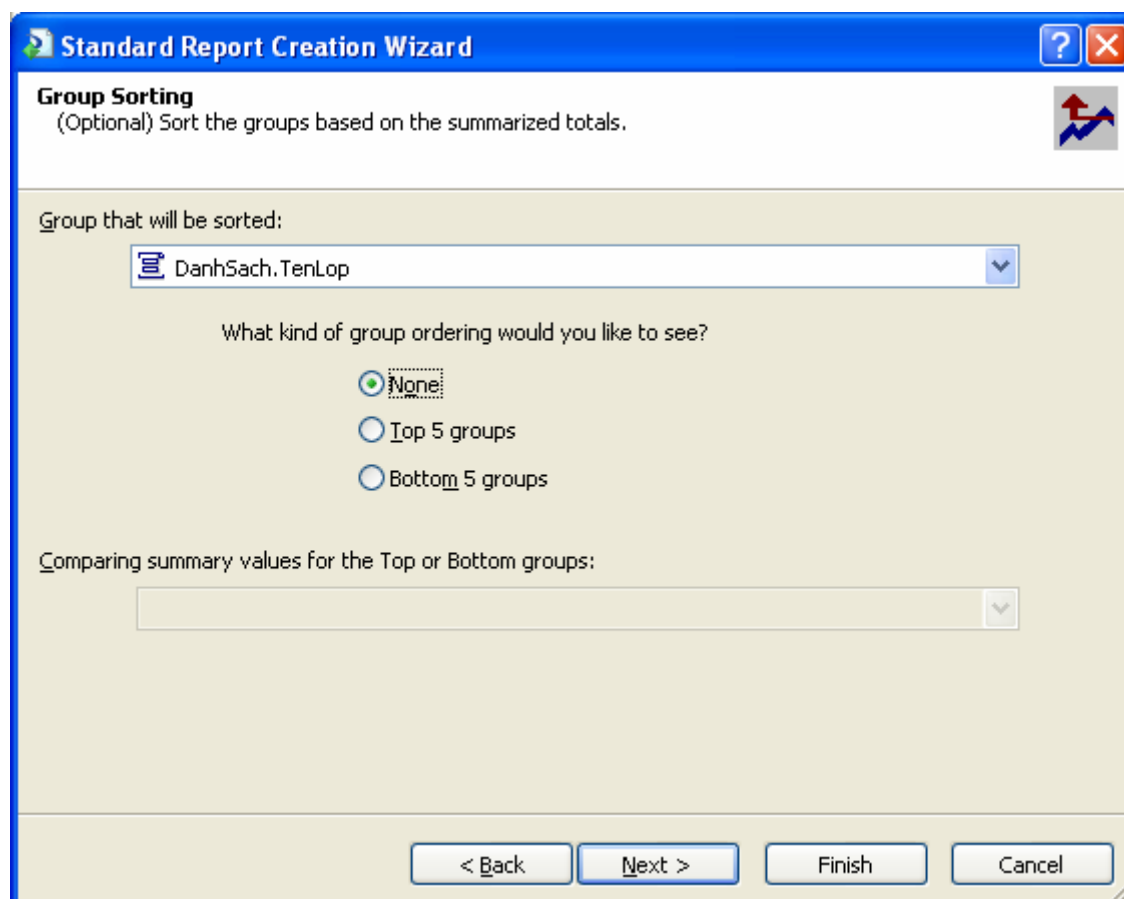 Standard Report Creation Wizard
Group Sorting
(Optional) Sort the groups based on the summarized totals.
Group that will be sorted:
DanhSach.TenLop
What kind of group ordering would you like to see?
None
Top 5 groups
Bottom 5 groups
Comparing summary values for the Top or Bottom groups:
< Back Next > Finish Cancel